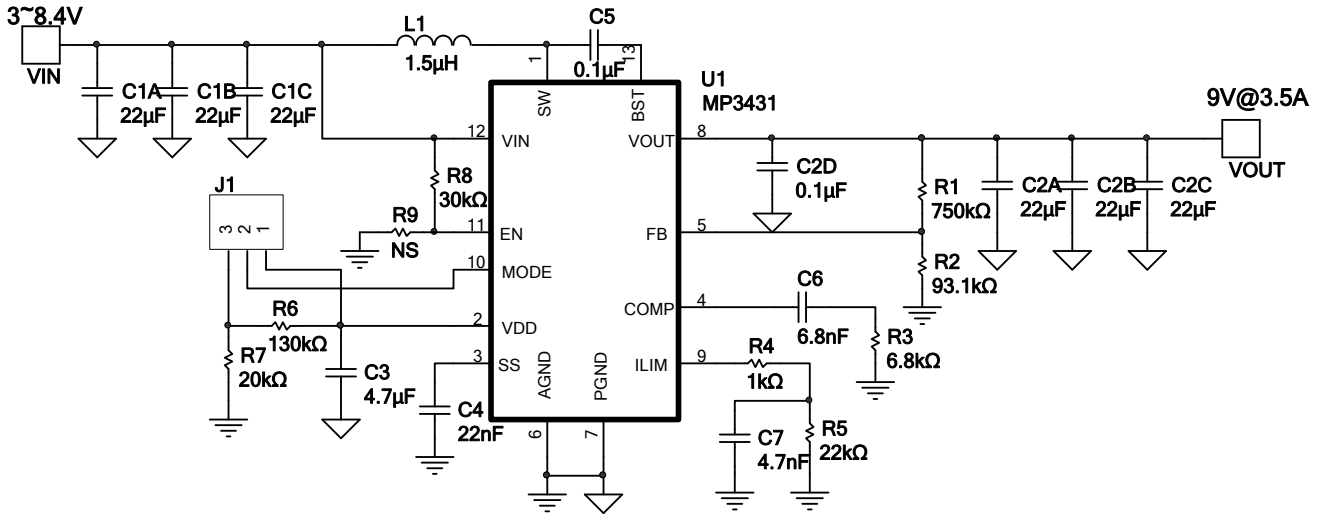 3~8.4V
VIN
C1A
22µF
C1B
22µF
C1C
22µF
L1
1.5µH
C5
0.1µF
1
13
U1
MP3431
SW
BST
12
VIN
VOUT
8
9V@3.5A
VOUT
R8
30kΩ
R9
NS
11
EN
FB
5
C2D
0.1µF
R1
750kΩ
C2A
22µF
C2B
22µF
C2C
22µF
R2
93.1kΩ
J1
3
2
1
10
MODE
COMP
4
C6
6.8nF
R3
6.8kΩ
R6
130kΩ
2
VDD
R7
20kΩ
C3
4.7µF
3
SS
AGND
PGND
ILIM
9
R4
1kΩ
C4
22nF
6
7
C7
4.7nF
R5
22kΩ